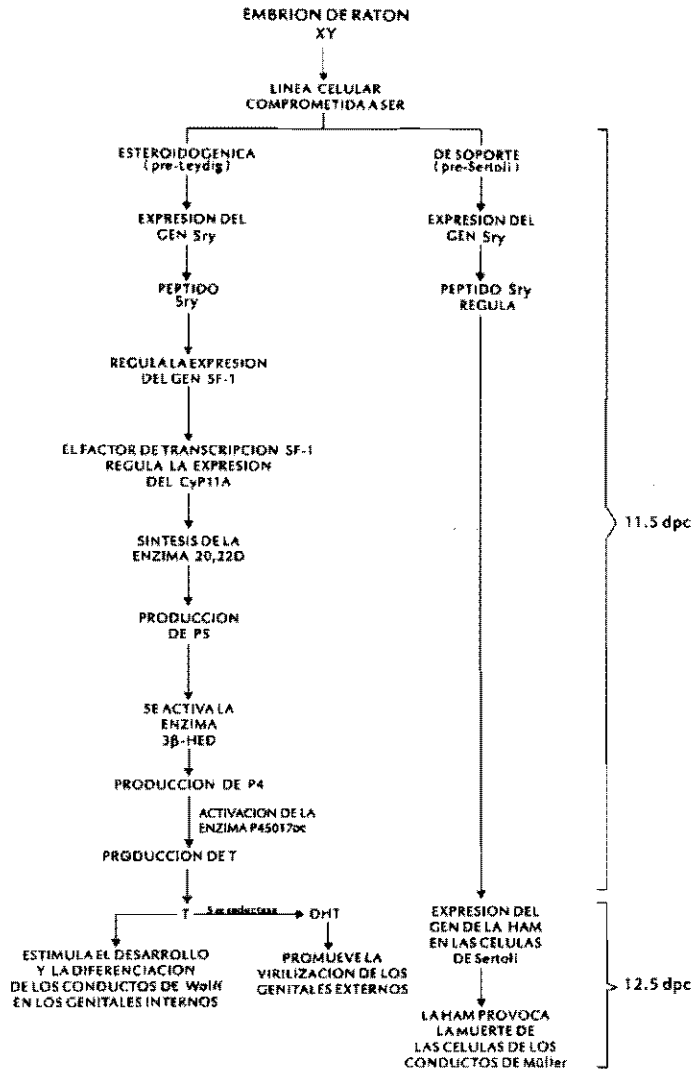 EMBRION DE RATON
XY
LINEA CELULAR
COMPROMETIDA A SER
ESTEROIDOGENICA
(pre-Leydig)
EXPRESION DEL
GEN Sry
PEPTIDO
Sry
REGULA LA EXPRESION
DEL GEN SF-1
EL FACTOR DE TRANSCRIPCION SF-1
REGULA LA EXPRESION
DEL CyP11A
SINTESIS DE LA
ENZIMA 20,22D
PRODUCCION
DE P5
SE ACTIVA LA
ENZIMA
3β-HED
PRODUCCION DE P4
ACTIVACION DE LA
ENZIMA P45017α
PRODUCCION DE T
T 5α reductasa DHT
ESTIMULA EL DESARROLLO
Y LA DIFERENCIACION
DE LOS CONDUCTOS DE Wolff
EN LOS GENITALES INTERNOS
PROMUEVE LA
VIRILIZACION DE LOS
GENITALES EXTERNOS
DE SOPORTE
(pre-Sertoli)
EXPRESION DEL
GEN Sry
PEPTIDO Sry
REGULA
EXPRESION DEL
GEN DE LA HAM
EN LAS CELULAS
DE Sertoli
LA HAM PROVOCA
LA MUERTE DE
LAS CELULAS DE LOS
CONDUCTOS DE Müller
11.5 dpc
12.5 dpc